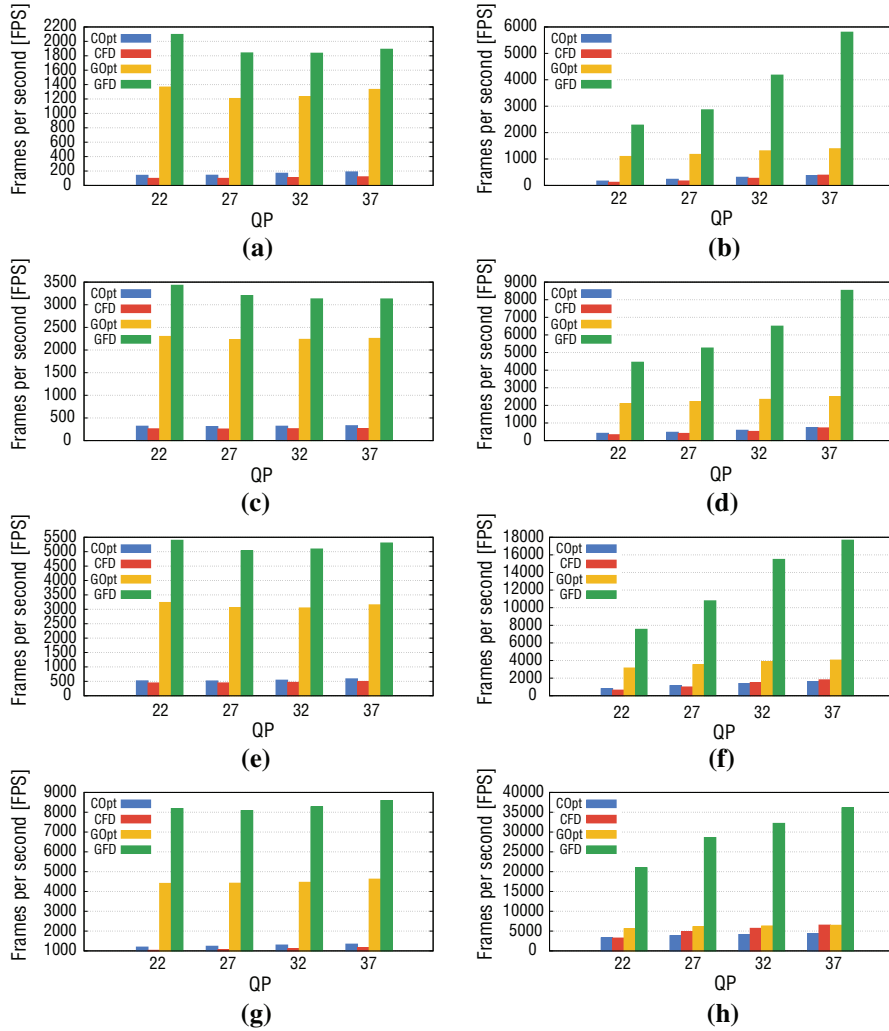 Frames per second [FPS]
2200
2000
1800
1600
1400
1200
1000
800
600
400
200
0
COpt
CFD
GOpt
GFD
22 27 32 37
QP
(a)
Frames per second [FPS]
6000
5000
4000
3000
2000
1000
0
COpt
CFD
GOpt
GFD
22 27 32 37
QP
(b)
Frames per second [FPS]
3500
3000
2500
2000
1500
1000
500
0
COpt
CFD
GOpt
GFD
22 27 32 37
QP
(c)
Frames per second [FPS]
9000
8000
7000
6000
5000
4000
3000
2000
1000
0
COpt
CFD
GOpt
GFD
22 27 32 37
QP
(d)
Frames per second [FPS]
5500
5000
4500
4000
3500
3000
2500
2000
1500
1000
500
0
COpt
CFD
GOpt
GFD
22 27 32 37
QP
(e)
Frames per second [FPS]
18000
16000
14000
12000
10000
8000
6000
4000
2000
0
COpt
CFD
GOpt
GFD
22 27 32 37
QP
(f)
Frames per second [FPS]
9000
8000
7000
6000
5000
4000
3000
2000
1000
COpt
CFD
GOpt
GFD
22 27 32 37
QP
(g)
Frames per second [FPS]
40000
35000
30000
25000
20000
15000
10000
5000
0
COpt
CFD
GOpt
GFD
22 27 32 37
QP
(h)